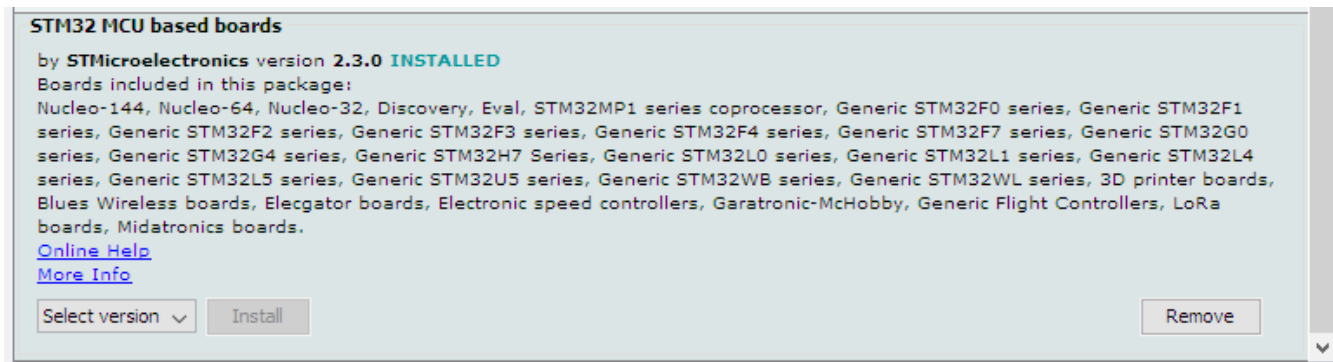 STM32 MCU based boards
by STMicroelectronics version 2.3.0 INSTALLED
Boards included in this package:
Nucleo-144, Nucleo-64, Nucleo-32, Discovery, Eval, STM32MP1 series coprocessor, Generic STM32F0 series, Generic STM32F1
series, Generic STM32F2 series, Generic STM32F3 series, Generic STM32F4 series, Generic STM32F7 series, Generic STM32G0
series, Generic STM32G4 series, Generic STM32H7 Series, Generic STM32L0 series, Generic STM32L1 series, Generic STM32L4
series, Generic STM32L5 series, Generic STM32U5 series, Generic STM32WB series, Generic STM32WL series, 3D printer boards,
Blues Wireless boards, Elecgator boards, Electronic speed controllers, Garatronic-McHobby, Generic Flight Controllers, LoRa
boards, Midatronics boards.
Online Help
More Info
Select version Install Remove